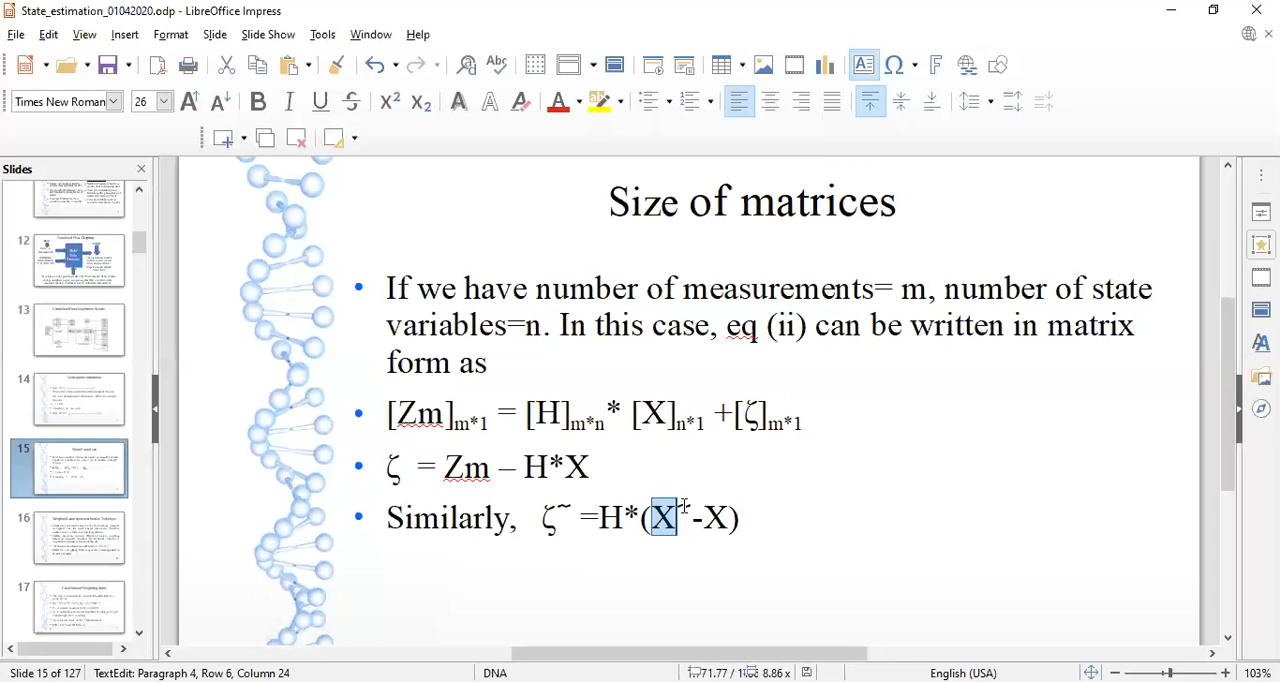 State_estimation_01042020.odp - LibreOffice Impress
File Edit View Insert Format Slide Slide Show Tools Window Help
Times New Roman 26
Slides
12
13
14
15
16
17
Size of matrices
• If we have number of measurements= m, number of state
variables=n. In this case, eq (ii) can be written in matrix
form as
• [Zm]m*1 = [H]m*n* [X]n*1 +[ζ]m*1
• ζ = Zm – H*X
• Similarly, ζ˜ =H*(X˜-X)
Slide 15 of 127 TextEdit: Paragraph 4, Row 6, Column 24 DNA English (USA) 103%